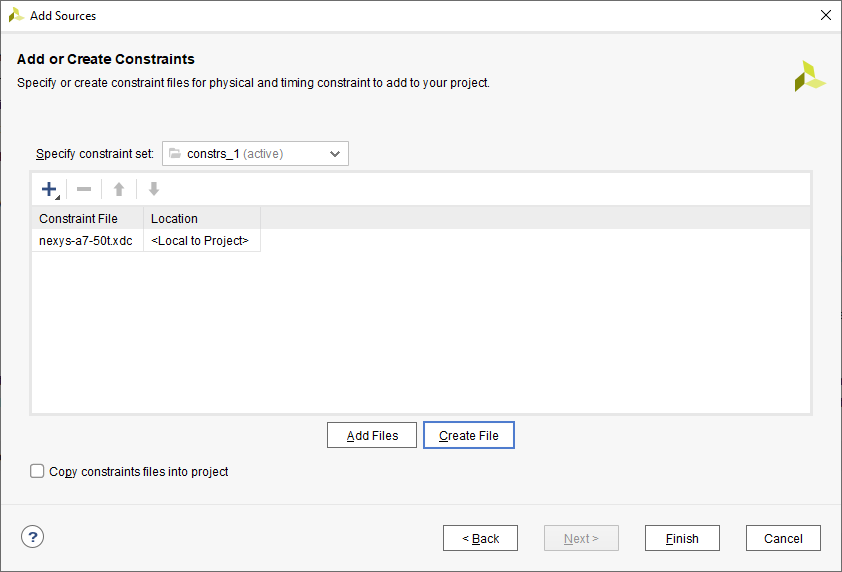 Add Sources
Add or Create Constraints
Specify or create constraint files for physical and timing constraint to add to your project.
Specify constraint set: constrs_1 (active)
Constraint File Location
nexys-a7-50t.xdc <Local to Project>
Add Files Create File
Copy constraints files into project
? < Back Next > Finish Cancel